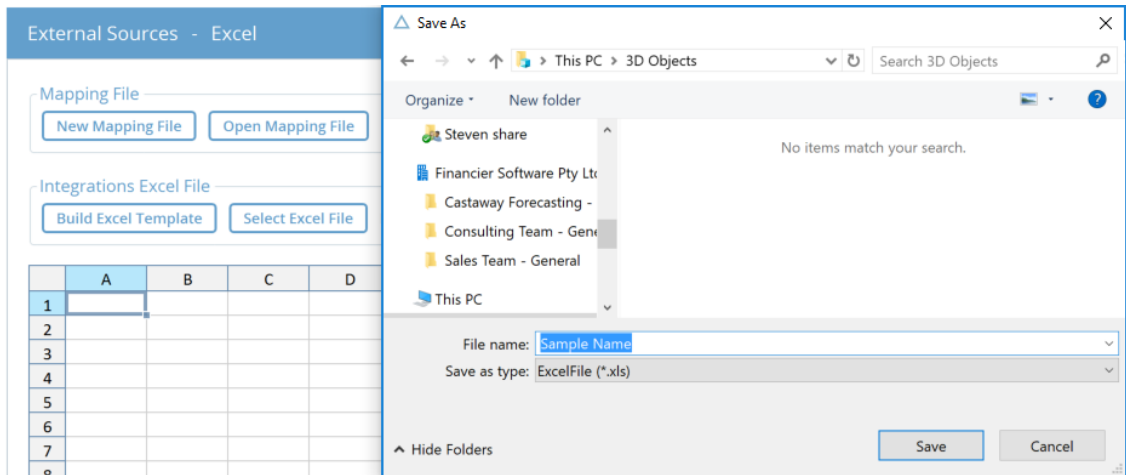 External Sources - Excel
Mapping File
New Mapping File Open Mapping File
Integrations Excel File
Build Excel Template Select Excel File
A B C D
1
2
3
4
5
6
7
8
Save As
This PC > 3D Objects
Search 3D Objects
Organize New folder
Steven share
Financier Software Pty Ltd
Castaway Forecasting -
Consulting Team - Gene
Sales Team - General
This PC
No items match your search.
File name: Sample Name
Save as type: ExcelFile (*.xls)
Hide Folders
Save Cancel